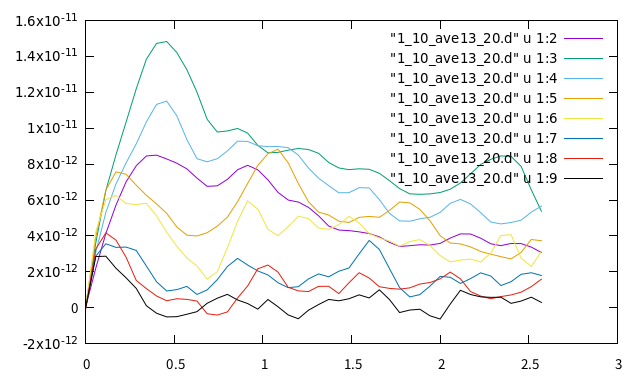 1.6x10-11
1.4x10-11
1.2x10-11
1x10-11
8x10-12
6x10-12
4x10-12
2x10-12
0
-2x10-12
0 0.5 1 1.5 2 2.5 3
"1_10_ave13_20.d" u 1:2
"1_10_ave13_20.d" u 1:3
"1_10_ave13_20.d" u 1:4
"1_10_ave13_20.d" u 1:5
"1_10_ave13_20.d" u 1:6
"1_10_ave13_20.d" u 1:7
"1_10_ave13_20.d" u 1:8
"1_10_ave13_20.d" u 1:9